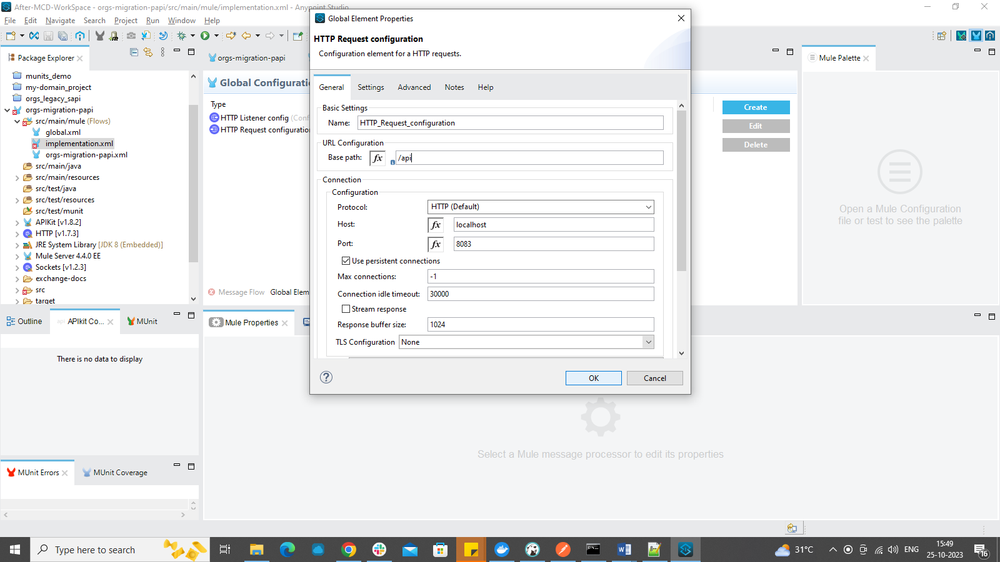 After-MCD-WorkSpace - orgs-migration-papi/src/main/mule/implementation.xml - Anypoint Studio
File Edit Navigate Search Project Run Window Help
Package Explorer
munits_demo
my-domain_project
orgs_legacy_sapi
orgs-migration-papi
src/main/mule (Flows)
global.xml
implementation.xml
orgs-migration-papi.xml
src/main/java
src/main/resources
src/test/java
src/test/resources
src/test/munit
APIKit [v1.8.2]
HTTP [v1.7.3]
JRE System Library [JDK 8 (Embedded)]
Mule Server 4.4.0 EE
Sockets [v1.2.3]
exchange-docs
src
target
Outline
api APIkit Co...
MUnit
There is no data to display
MUnit Errors
MUnit Coverage
orgs-migration-papi
Global Configurati
Type
HTTP Listener config (Conf
HTTP Request configuration
Message Flow Global Elem
Mule Properties
Global Element Properties
HTTP Request configuration
Configuration element for a HTTP requests.
General Settings Advanced Notes Help
Basic Settings
Name: HTTP_Request_configuration
URL Configuration
Base path: fx /api
Connection
Configuration
Protocol: HTTP (Default)
Host: fx localhost
Port: fx 8083
Use persistent connections
Max connections: -1
Connection idle timeout: 30000
Stream response
Response buffer size: 1024
TLS Configuration None
? OK Cancel
Create
Edit
Delete
Mule Palette
Open a Mule Configuration
file or test to see the palette
Select a Mule message processor to edit its properties
Type here to search
31°C
ENG
15:49
25-10-2023
16